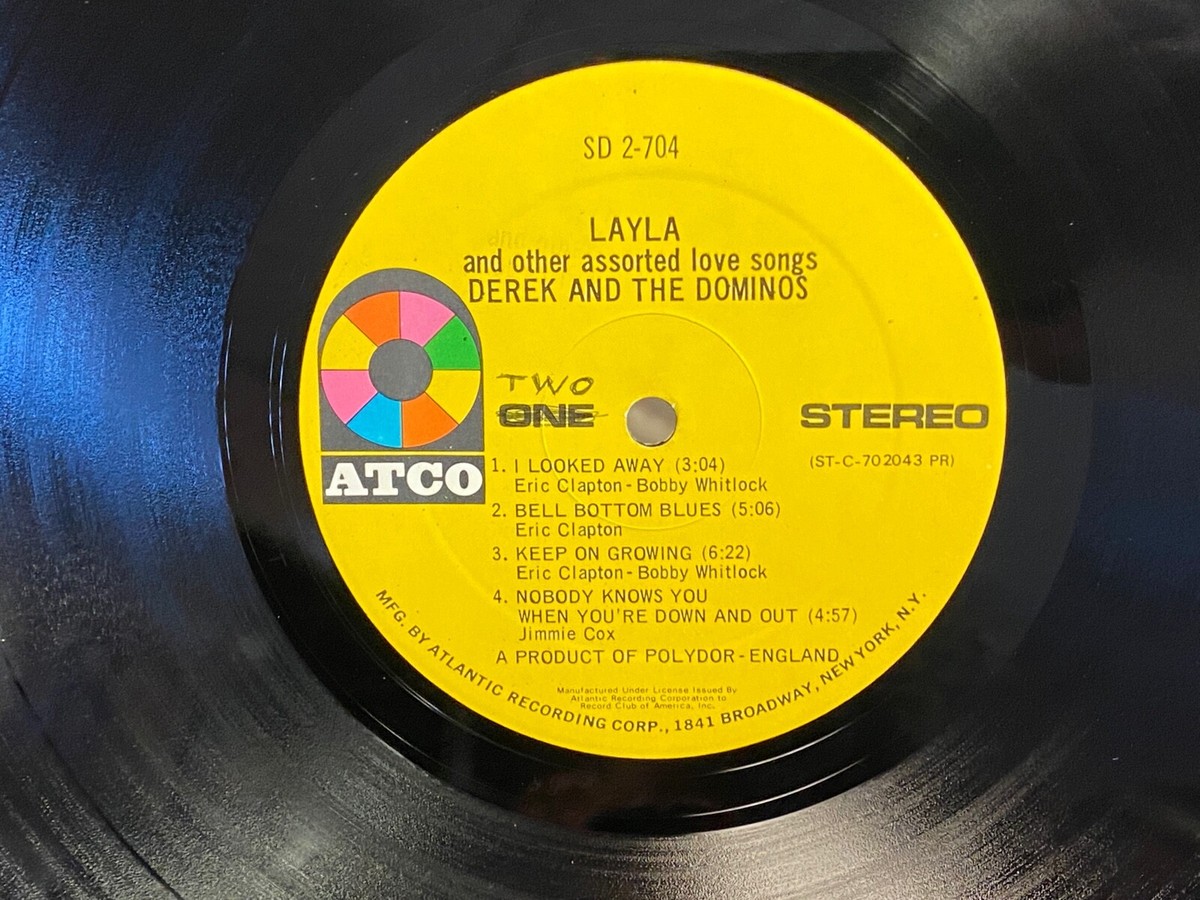 SD 2-704
LAYLA
and other assorted love songs
DEREK AND THE DOMINOS
TWO
ONE
STEREO
ATCO
(ST-C-702043 PR)
1. I LOOKED AWAY (3:04)
Eric Clapton-Bobby Whitlock
2. BELL BOTTOM BLUES (5:06)
Eric Clapton
3. KEEP ON GROWING (6:22)
Eric Clapton-Bobby Whitlock
4. NOBODY KNOWS YOU
WHEN YOU'RE DOWN AND OUT (4:57)
Jimmie Cox
A PRODUCT OF POLYDOR-ENGLAND
Manufactured Under License Issued By
Atlantic Recording Corporation to
Record Club of America, Inc.
MFG. BY ATLANTIC RECORDING CORP., 1841 BROADWAY, NEW YORK, N.Y.